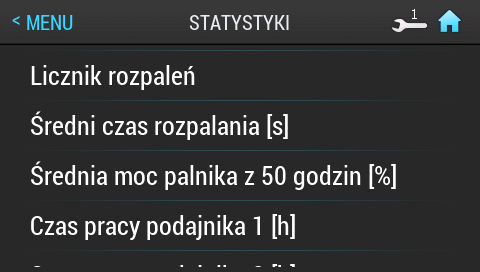 < MENU
STATYSTYKI
1
Licznik rozpaleń
Średni czas rozpalania [s]
Średnia moc palnika z 50 godzin [%]
Czas pracy podajnika 1 [h]